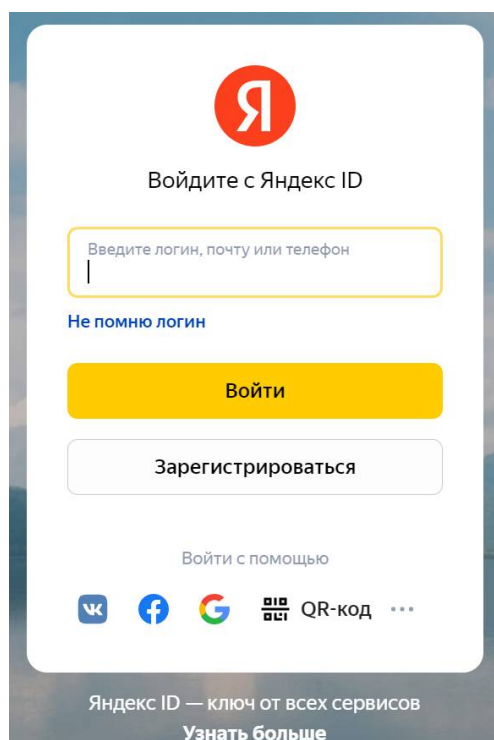 Я
Войдите с Яндекс ID
Введите логин, почту или телефон
Не помню логин
Войти
Зарегистрироваться
Войти с помощью
QR-код
Яндекс ID — ключ от всех сервисов
Узнать больше